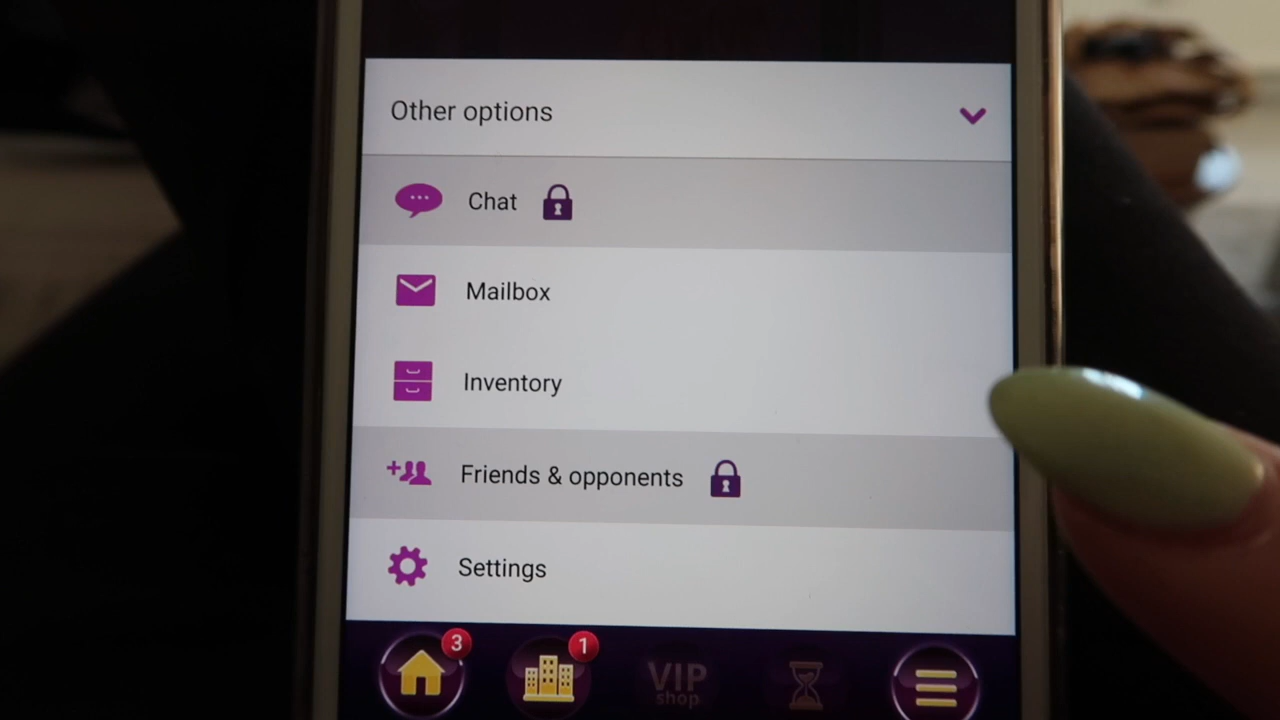 Other options
Chat
Mailbox
Inventory
Friends & opponents
Settings
3
1
VIP
shop